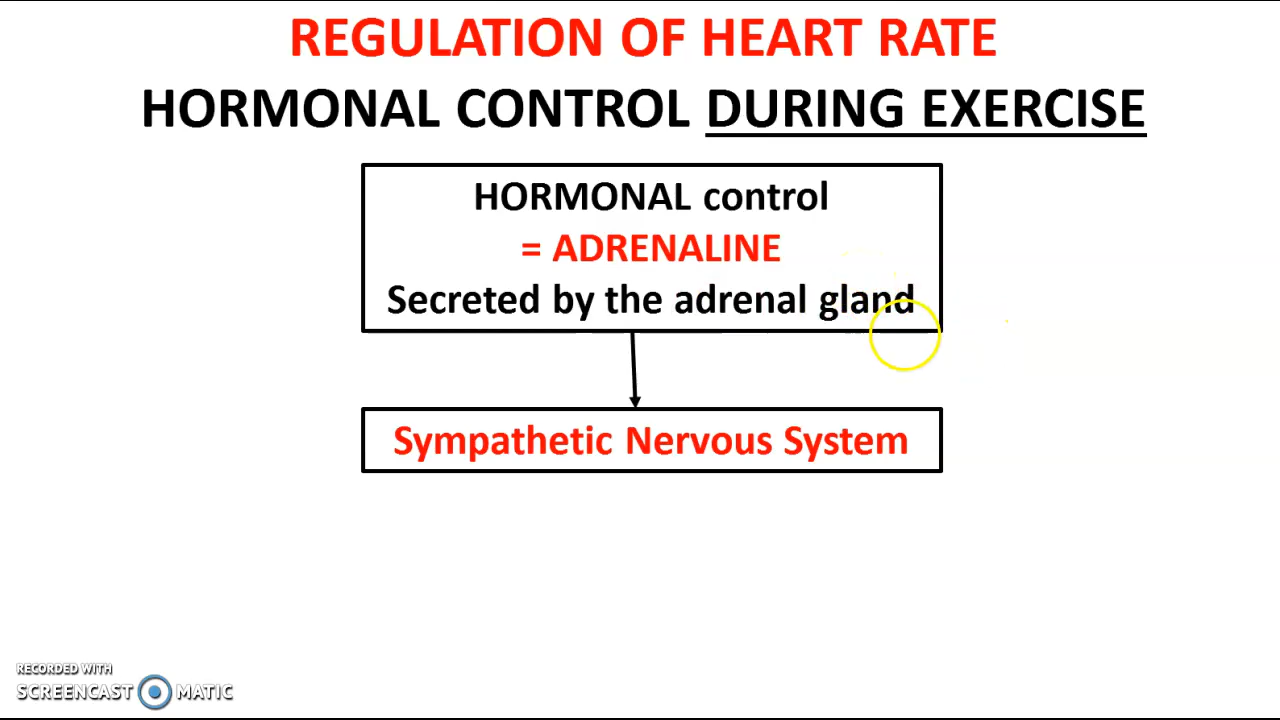 REGULATION OF HEART RATE
HORMONAL CONTROL DURING EXERCISE
HORMONAL control
= ADRENALINE
Secreted by the adrenal gland
Sympathetic Nervous System
RECORDED WITH
SCREENCAST MATIC